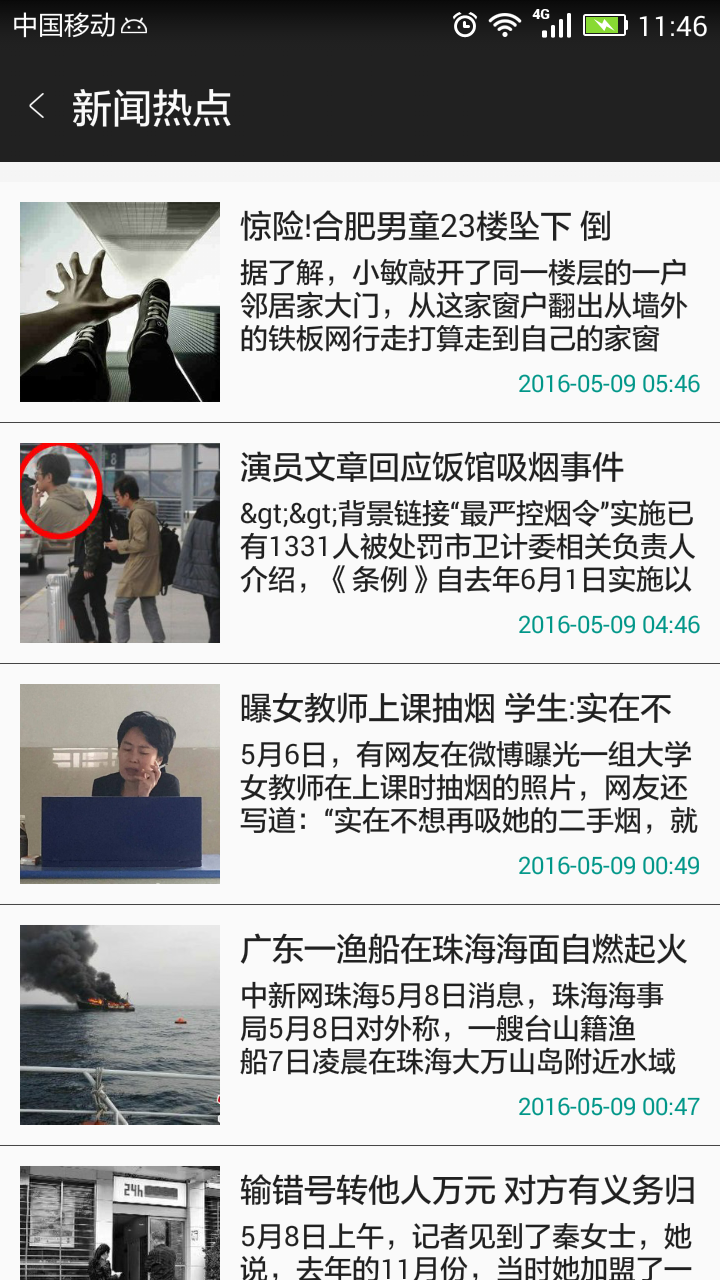 中国移动
4G
11:46
新闻热点
惊险!合肥男童23楼坠下 倒
据了解，小敏敲开了同一楼层的一户
邻居家大门，从这家窗户翻出从墙外
的铁板网行走打算走到自己的家窗
2016-05-09 05:46
演员文章回应饭馆吸烟事件
&gt;&gt;背景链接“最严控烟令”实施已
有1331人被处罚市卫计委相关负责人
介绍，《条例》自去年6月1日实施以
2016-05-09 04:46
曝女教师上课抽烟 学生:实在不
5月6日，有网友在微博曝光一组大学
女教师在上课时抽烟的照片，网友还
写道：“实在不想再吸她的二手烟，就
2016-05-09 00:49
广东一渔船在珠海海面自燃起火
中新网珠海5月8日消息，珠海海事
局5月8日对外称，一艘台山籍渔
船7日凌晨在珠海大万山岛附近水域
2016-05-09 00:47
24h
输错号转他人万元 对方有义务归
5月8日上午，记者见到了秦女士，她
说，去年的11月份，当时她加盟了一